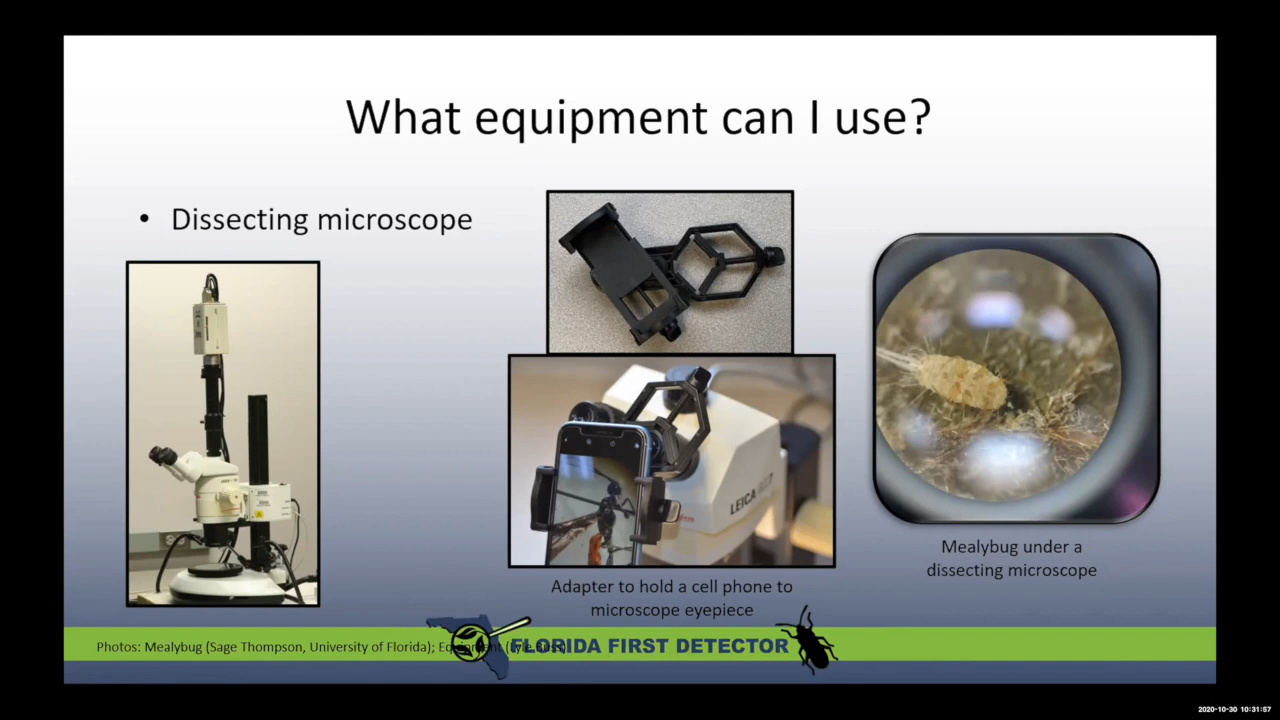 What equipment can I use?
• Dissecting microscope
LEICA
Adapter to hold a cell phone to
microscope eyepiece
Mealybug under a
dissecting microscope
Photos: Mealybug (Sage Thompson, University of Florida);
FLORIDA FIRST DETECTOR
2020-10-30 10:31:57